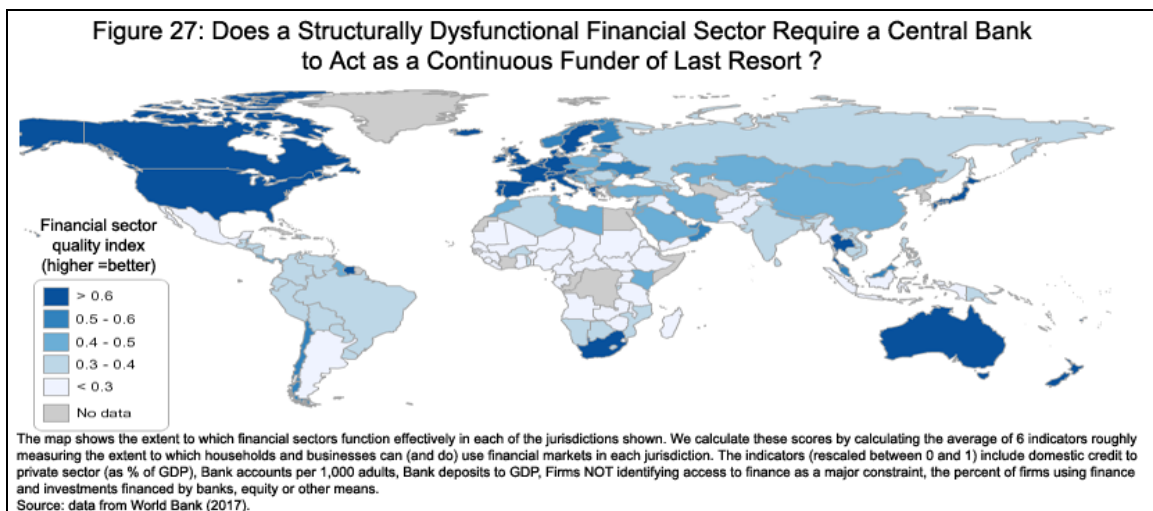 Figure 27: Does a Structurally Dysfunctional Financial Sector Require a Central Bank
to Act as a Continuous Funder of Last Resort ?
Financial sector
quality index
(higher =better)
> 0.6
0.5 - 0.6
0.4 - 0.5
0.3 - 0.4
< 0.3
No data
The map shows the extent to which financial sectors function effectively in each of the jurisdictions shown. We calculate these scores by calculating the average of 6 indicators roughly
measuring the extent to which households and businesses can (and do) use financial markets in each jurisdiction. The indicators (rescaled between 0 and 1) include domestic credit to
private sector (as % of GDP), Bank accounts per 1,000 adults, Bank deposits to GDP, Firms NOT identifying access to finance as a major constraint, the percent of firms using finance
and investments financed by banks, equity or other means.
Source: data from World Bank (2017).